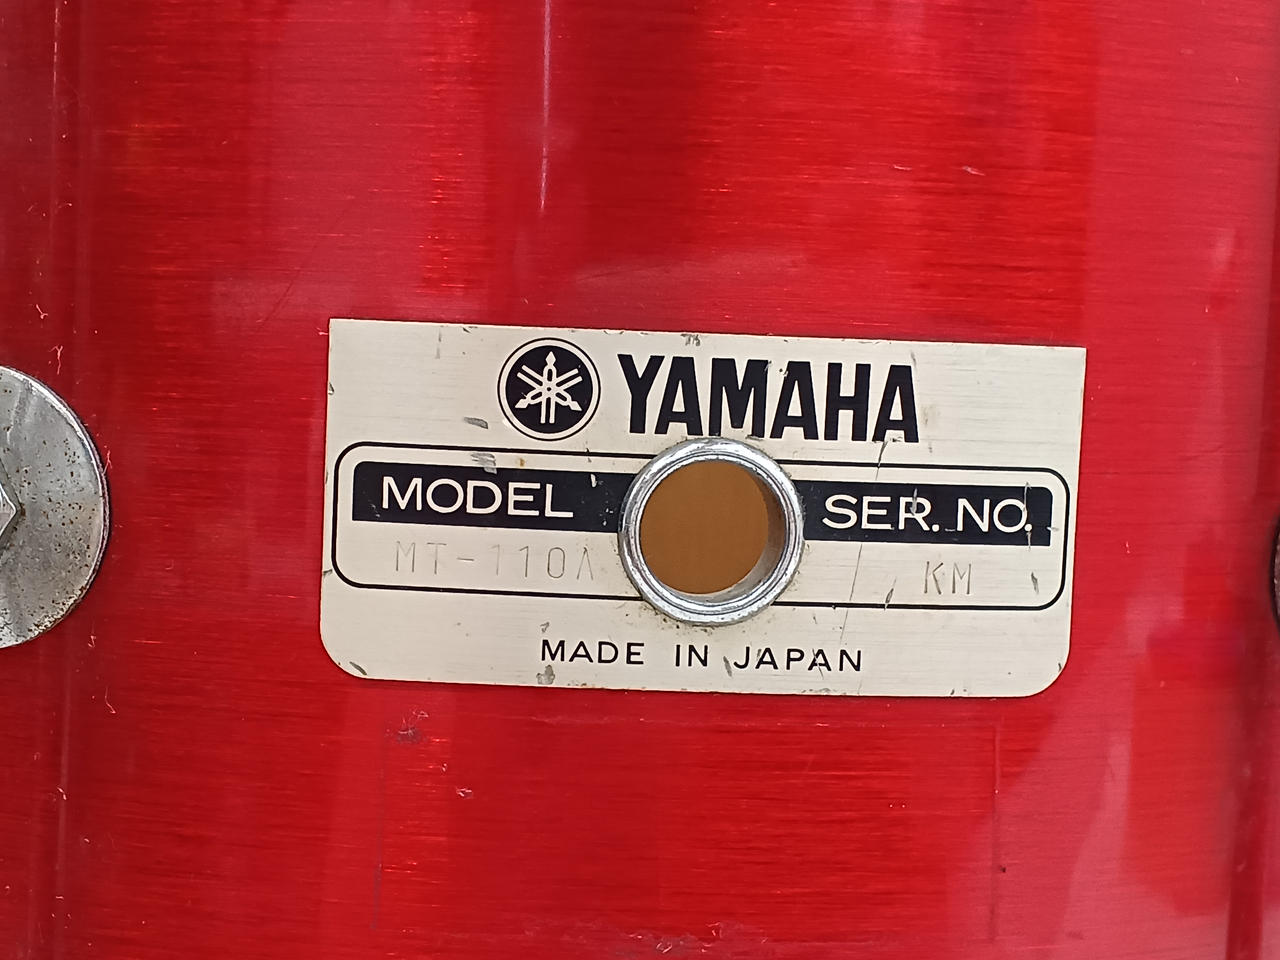 YAMAHA
MODEL SER. NO.
MT-110A KM
MADE IN JAPAN